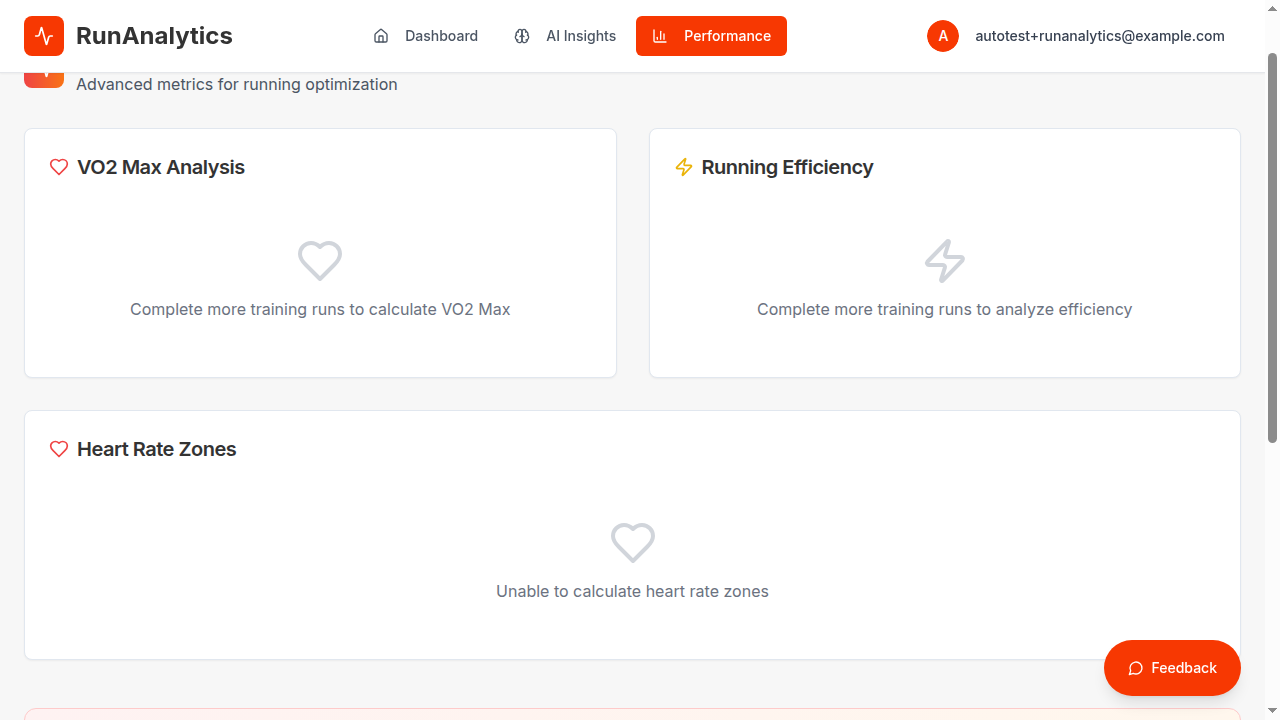 RunAnalytics
Dashboard
AI Insights
Performance
A
autotest+runanalytics@example.com
Advanced metrics for running optimization
VO2 Max Analysis
Complete more training runs to calculate VO2 Max
Running Efficiency
Complete more training runs to analyze efficiency
Heart Rate Zones
Unable to calculate heart rate zones
Feedback